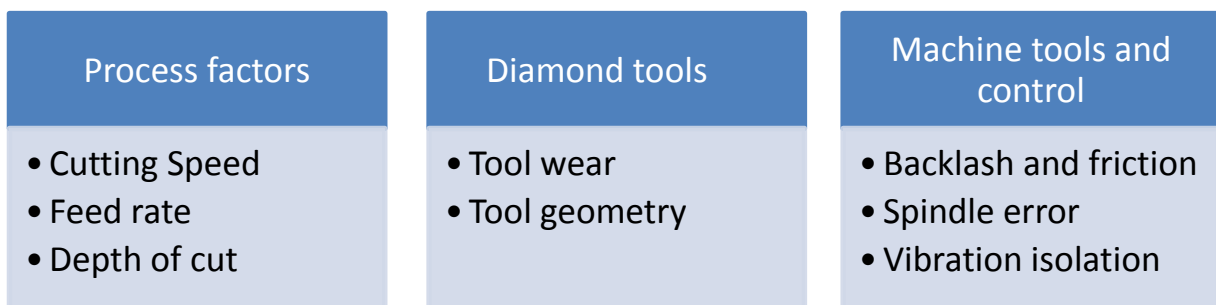 Process factors
• Cutting Speed
• Feed rate
• Depth of cut
Diamond tools
• Tool wear
• Tool geometry
Machine tools and
control
• Backlash and friction
• Spindle error
• Vibration isolation